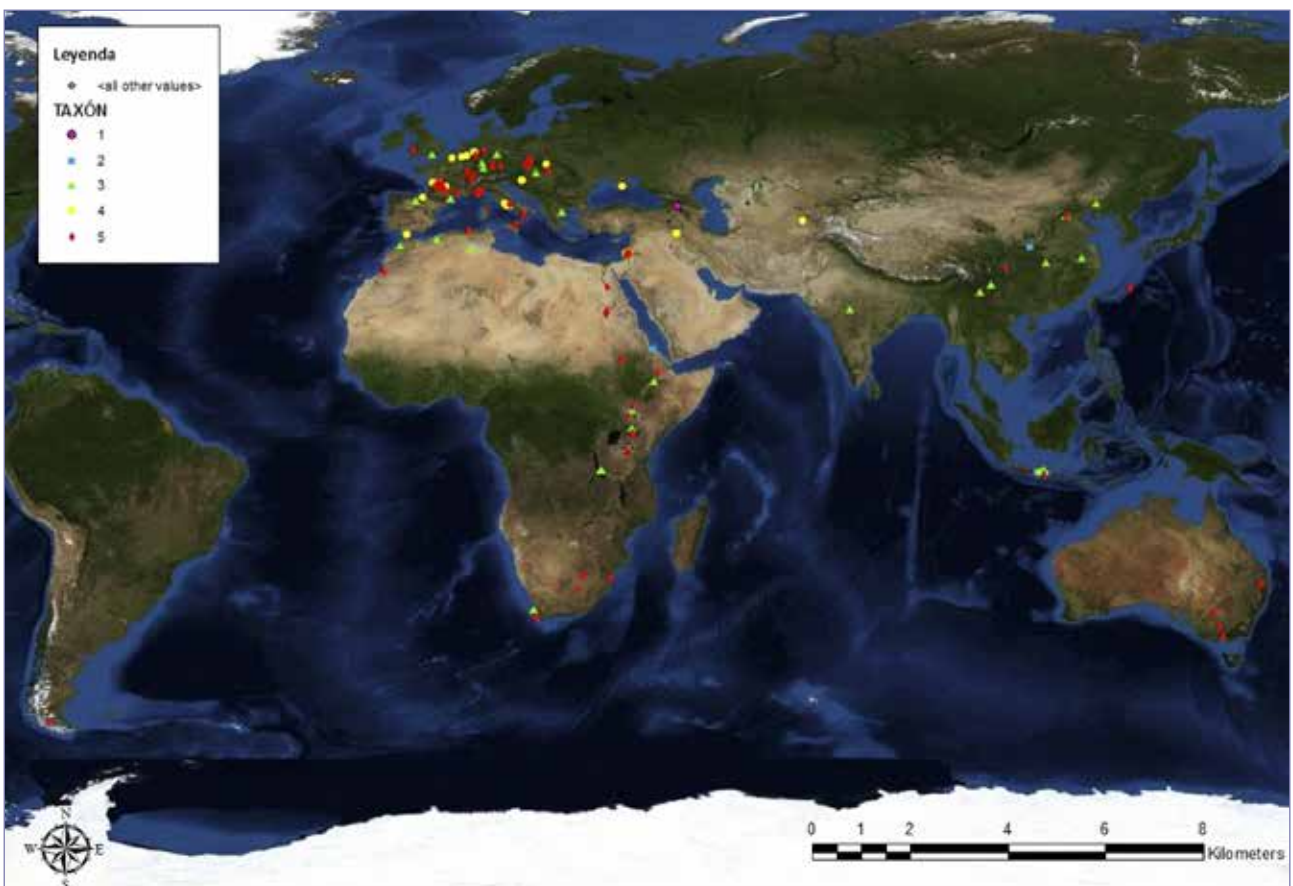 Leyenda
<all other values>
TAXÓN
1
2
3
4
5
N
W E
S
0 1 2 4 6 8
Kilometers